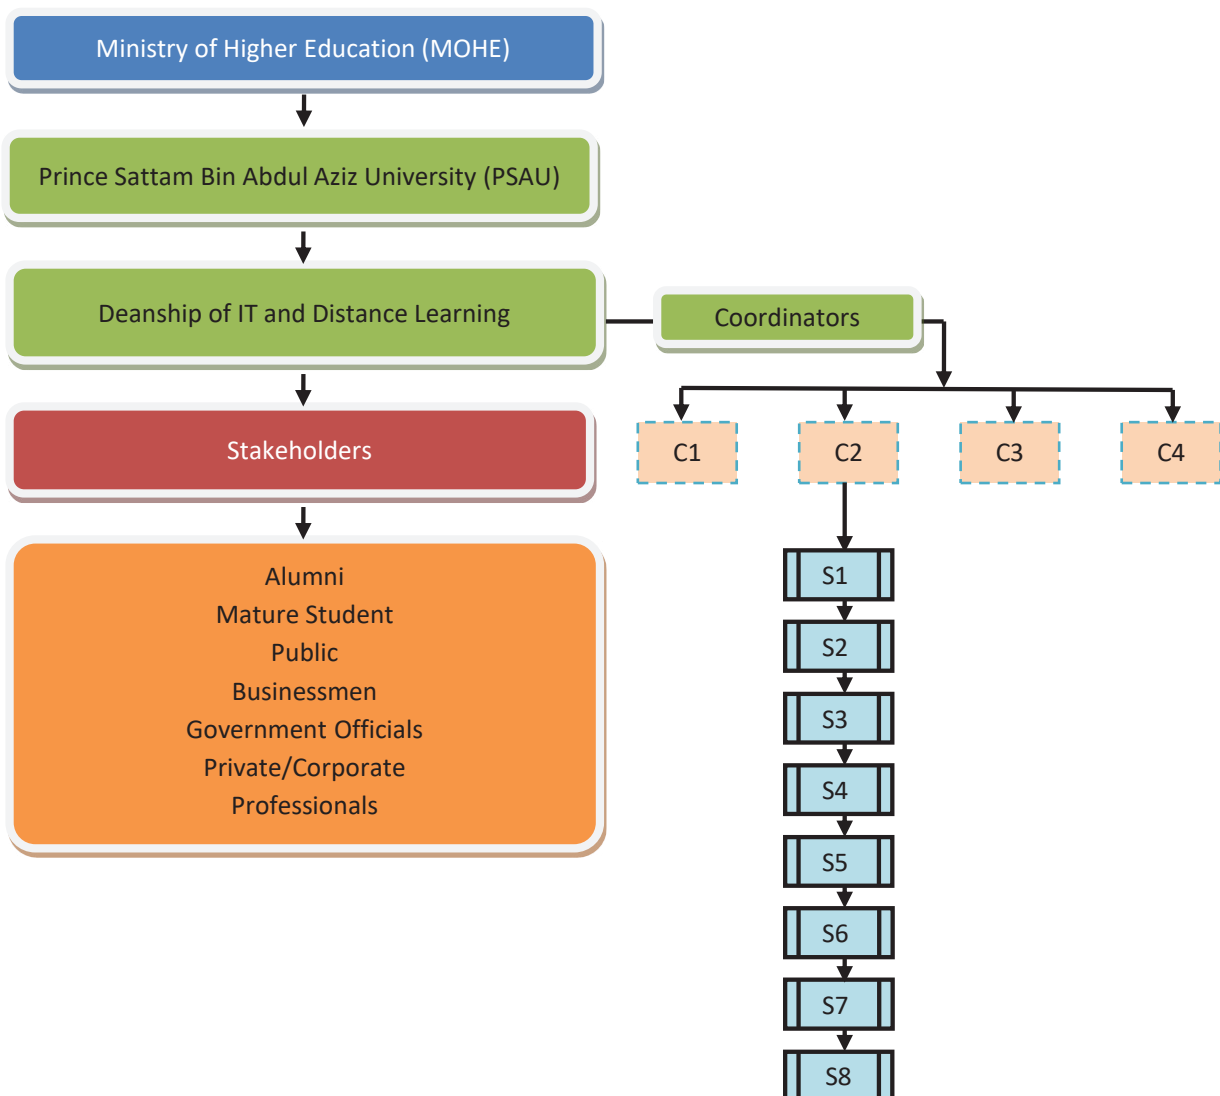 Ministry of Higher Education (MOHE)
Prince Sattam Bin Abdul Aziz University (PSAU)
Deanship of IT and Distance Learning
Coordinators
Stakeholders
C1
C2
C3
C4
Alumni
Mature Student
Public
Businessmen
Government Officials
Private/Corporate
Professionals
S1
S2
S3
S4
S5
S6
S7
S8